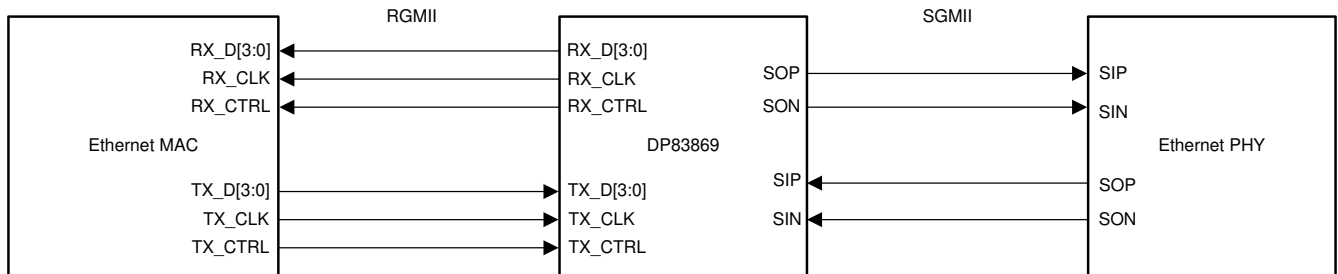 RGMII
SGMII
RX_D[3:0]
RX_D[3:0]
RX_CLK
RX_CLK
SOP
SIP
RX_CTRL
RX_CTRL
SON
SIN
Ethernet MAC
DP83869
Ethernet PHY
TX_D[3:0]
TX_D[3:0]
SIP
SOP
TX_CLK
TX_CLK
SIN
SON
TX_CTRL
TX_CTRL